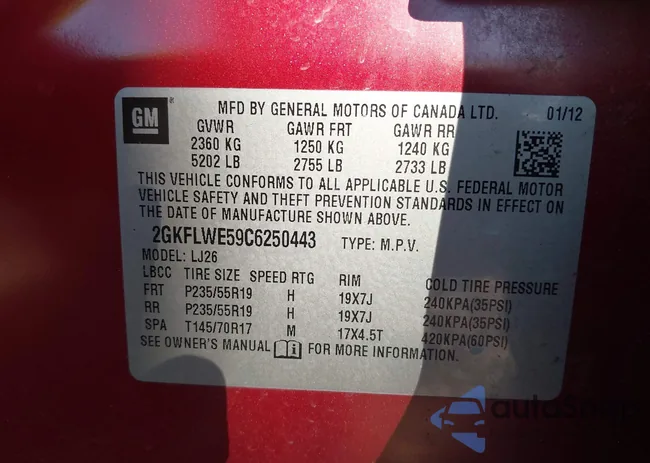 GM ® MFD BY GENERAL MOTORS OF CANADA LTD. 01/12
GVWR GAWR FRT GAWR RR
2360 KG 1250 KG 1240 KG
5202 LB 2755 LB 2733 LB
THIS VEHICLE CONFORMS TO ALL APPLICABLE U.S. FEDERAL MOTOR
VEHICLE SAFETY AND THEFT PREVENTION STANDARDS IN EFFECT ON
THE DATE OF MANUFACTURE SHOWN ABOVE.
2GKFLWE59C6250443 TYPE: M.P.V.
MODEL: LJ26
LBCC TIRE SIZE SPEED RTG RIM COLD TIRE PRESSURE
FRT P235/55R19 H 19X7J 240KPA(35PSI)
RR P235/55R19 H 19X7J 240KPA(35PSI)
SPA T145/70R17 M 17X4.5T 420KPA(60PSI)
SEE OWNER'S MANUAL FOR MORE INFORMATION.